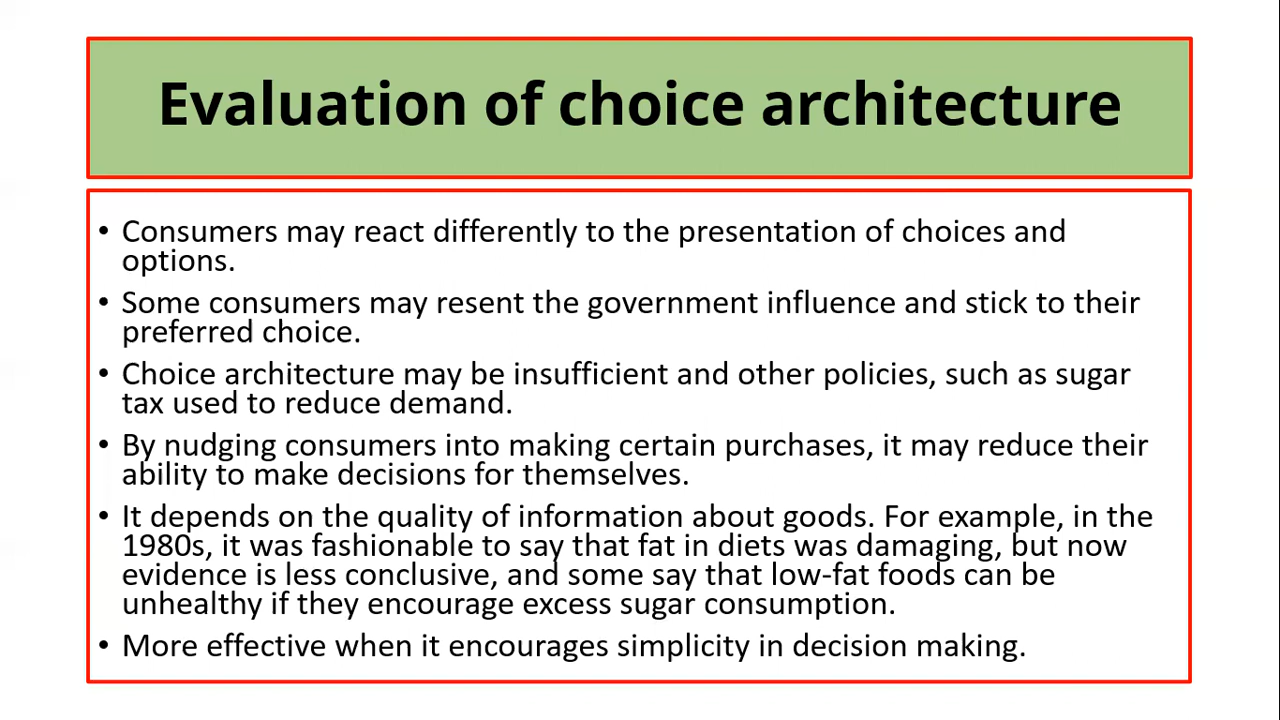 Evaluation of choice architecture
• Consumers may react differently to the presentation of choices and
options.
• Some consumers may resent the government influence and stick to their
preferred choice.
• Choice architecture may be insufficient and other policies, such as sugar
tax used to reduce demand.
• By nudging consumers into making certain purchases, it may reduce their
ability to make decisions for themselves.
• It depends on the quality of information about goods. For example, in the
1980s, it was fashionable to say that fat in diets was damaging, but now
evidence is less conclusive, and some say that low-fat foods can be
unhealthy if they encourage excess sugar consumption.
• More effective when it encourages simplicity in decision making.